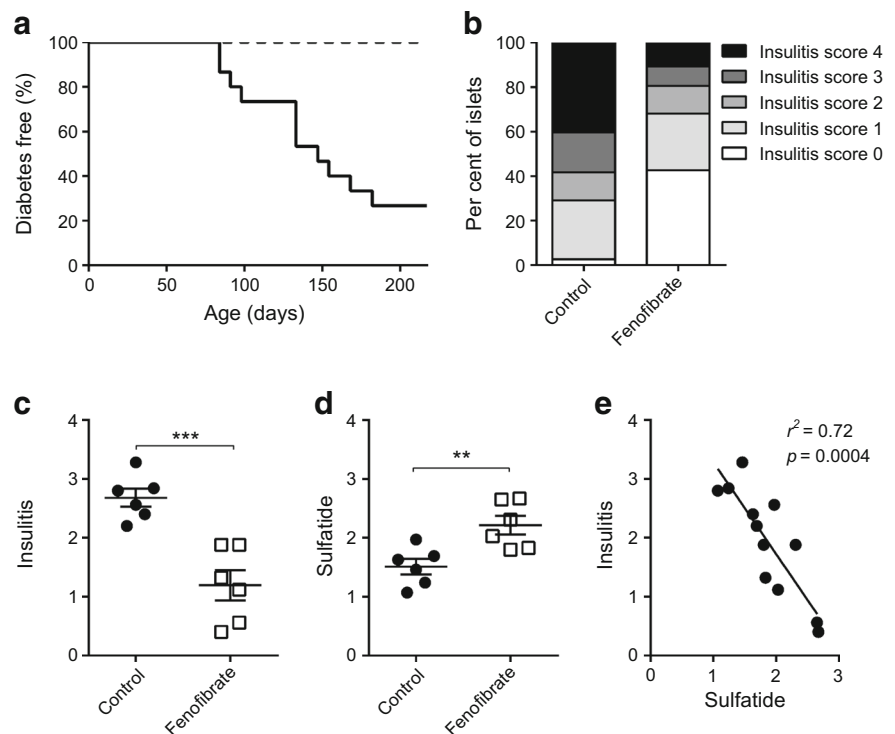 a
Diabetes free (%)
100
80
60
40
20
0
0 50 100 150 200
Age (days)
b
Per cent of islets
100
80
60
40
20
0
Control
Fenofibrate
Insulitis score 4
Insulitis score 3
Insulitis score 2
Insulitis score 1
Insulitis score 0
c
Insulitis
4
3
2
1
0
***
Control
Fenofibrate
d
Sulfatide
4
3
2
1
0
**
Control
Fenofibrate
e
Insulitis
4
3
2
1
0
r² = 0.72
p = 0.0004
0 1 2 3
Sulfatide